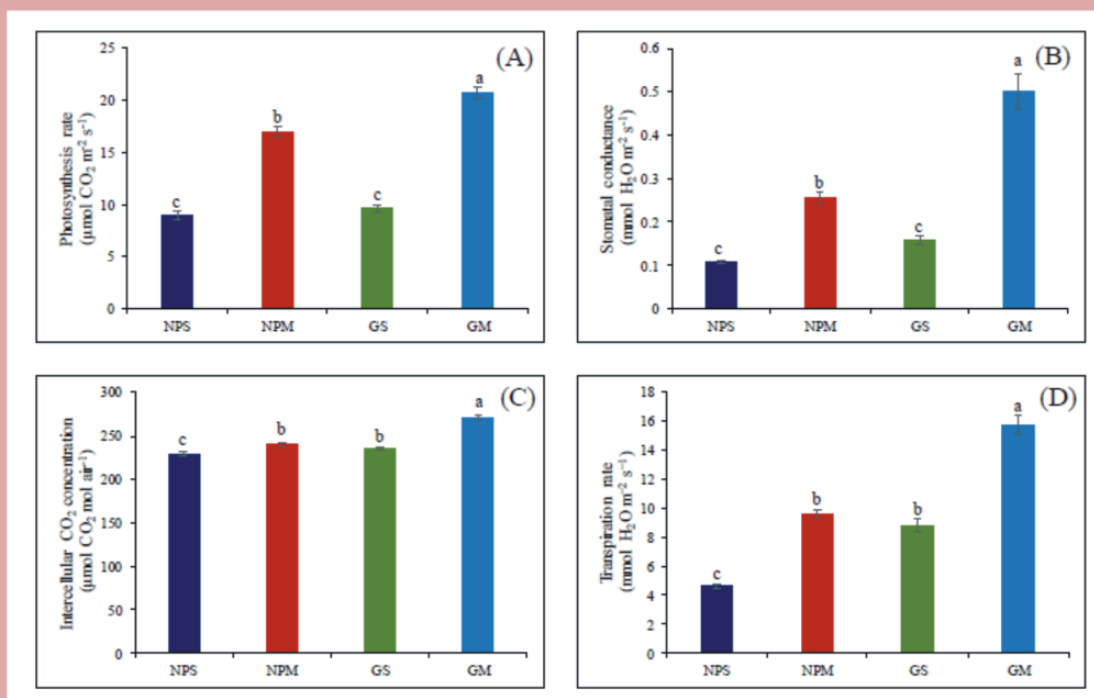 (A)
Photosynthesis rate
(µmol CO₂ m⁻² s⁻¹)
25
20
15
10
5
0
c
b
c
a
NPS NPM GS GM
(B)
Stomatal conductance
(mmol H₂O m⁻² s⁻¹)
0.6
0.5
0.4
0.3
0.2
0.1
0
c
b
c
a
NPS NPM GS GM
(C)
Intercellular CO₂ concentration
(µmol CO₂ mol air⁻¹)
300
250
200
150
100
50
0
c
b
b
a
NPS NPM GS GM
(D)
Transpiration rate
(mmol H₂O m⁻² s⁻¹)
18
16
14
12
10
8
6
4
2
0
c
b
b
a
NPS NPM GS GM